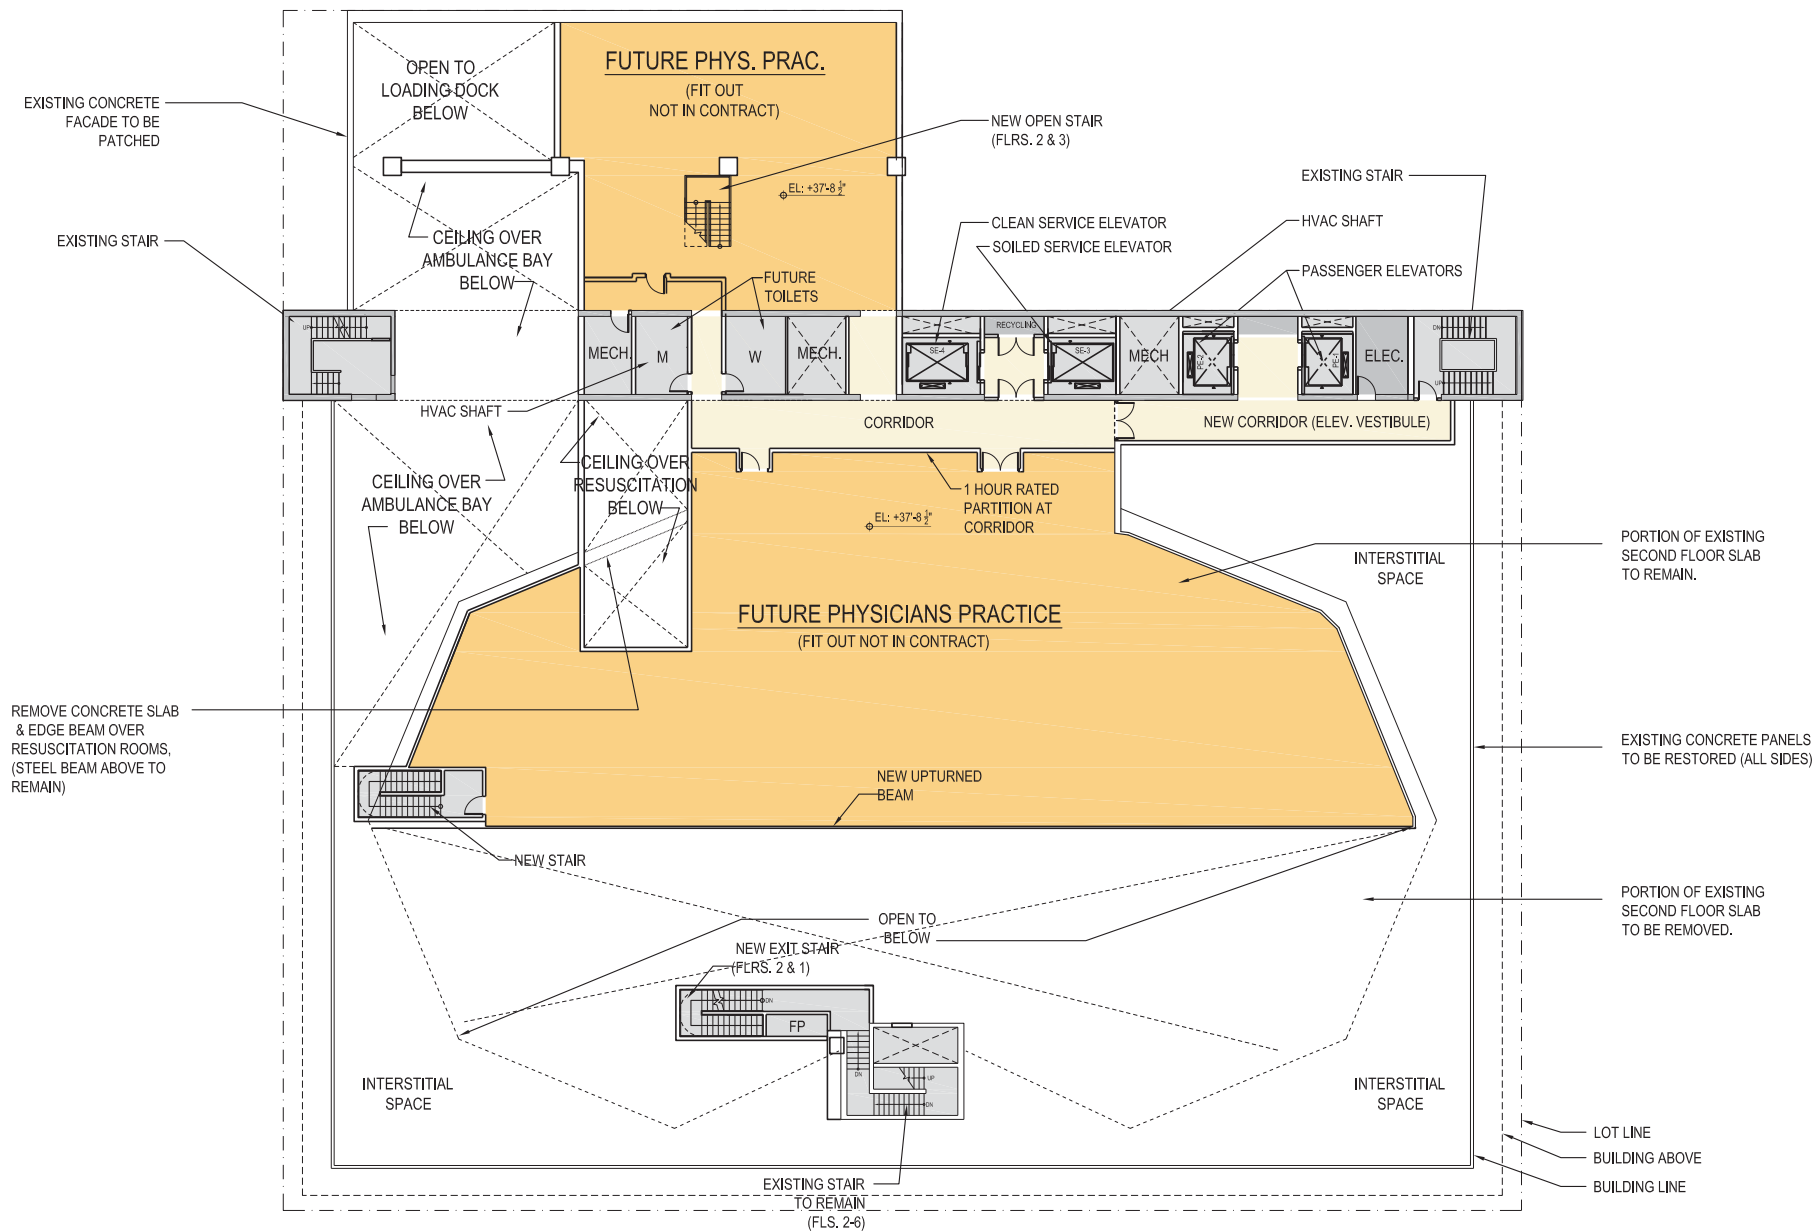 FUTURE PHYS. PRAC.
(FIT OUT
NOT IN CONTRACT)
OPEN TO
LOADING DOCK
BELOW
EXISTING CONCRETE
FACADE TO BE
PATCHED
NEW OPEN STAIR
(FLRS. 2 & 3)
EL: +37'-8 ½"
EXISTING STAIR
HVAC SHAFT
PASSENGER ELEVATORS
CLEAN SERVICE ELEVATOR
SOILED SERVICE ELEVATOR
EXISTING STAIR
CEILING OVER
AMBULANCE BAY
BELOW
FUTURE
TOILETS
UP
MECH.
M
W
MECH.
SE-4
RECYCLING
SE-3
MECH
PE-2
PE-1
ELEC.
DN
UP
HVAC SHAFT
CORRIDOR
NEW CORRIDOR (ELEV. VESTIBULE)
CEILING OVER
AMBULANCE BAY
BELOW
CEILING OVER
RESUSCITATION
BELOW
1 HOUR RATED
PARTITION AT
CORRIDOR
EL: +37'-8 ½"
INTERSTITIAL
SPACE
PORTION OF EXISTING
SECOND FLOOR SLAB
TO REMAIN.
FUTURE PHYSICIANS PRACTICE
(FIT OUT NOT IN CONTRACT)
REMOVE CONCRETE SLAB
& EDGE BEAM OVER
RESUSCITATION ROOMS,
(STEEL BEAM ABOVE TO
REMAIN)
EXISTING CONCRETE PANELS
TO BE RESTORED (ALL SIDES)
NEW UPTURNED
BEAM
NEW STAIR
PORTION OF EXISTING
SECOND FLOOR SLAB
TO BE REMOVED.
OPEN TO
BELOW
NEW EXIT STAIR
(FLRS. 2 & 1)
DN
FP
DN
UP
DN
INTERSTITIAL
SPACE
INTERSTITIAL
SPACE
LOT LINE
BUILDING ABOVE
BUILDING LINE
EXISTING STAIR
TO REMAIN
(FLS. 2-6)